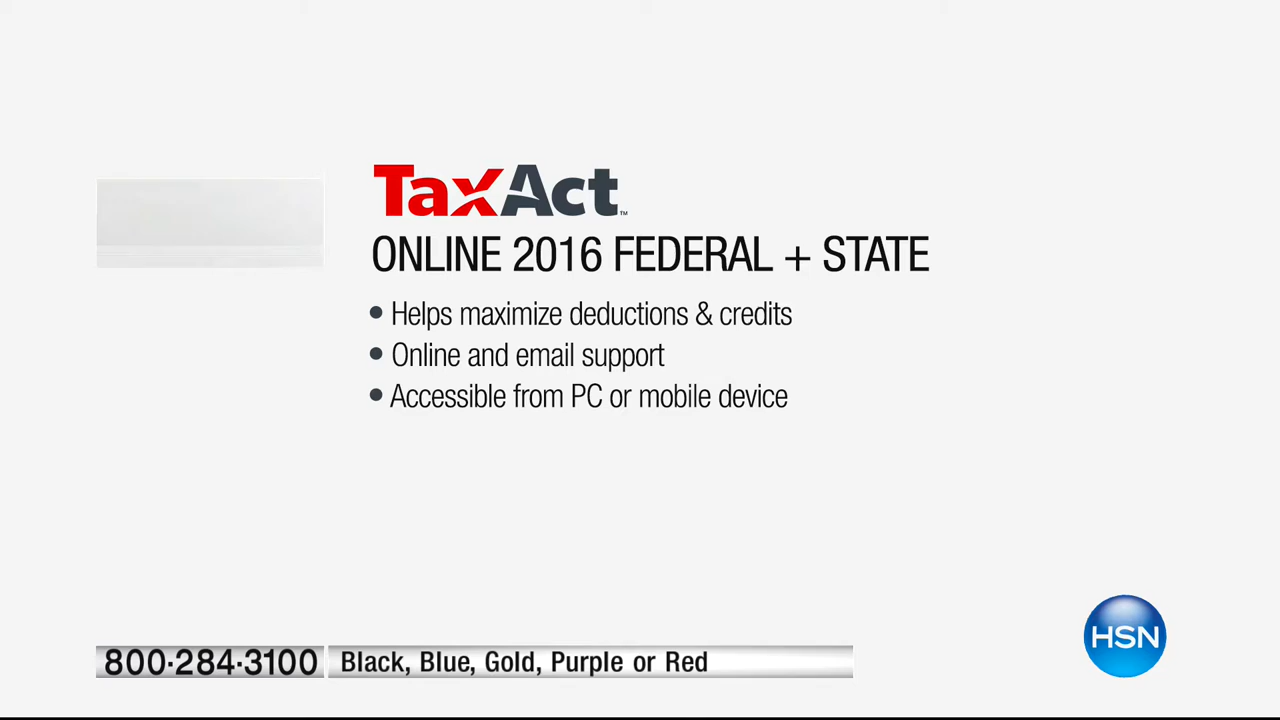 TaxAct™
ONLINE 2016 FEDERAL + STATE
• Helps maximize deductions & credits
• Online and email support
• Accessible from PC or mobile device
800·284·3100 Black, Blue, Gold, Purple or Red
HSN